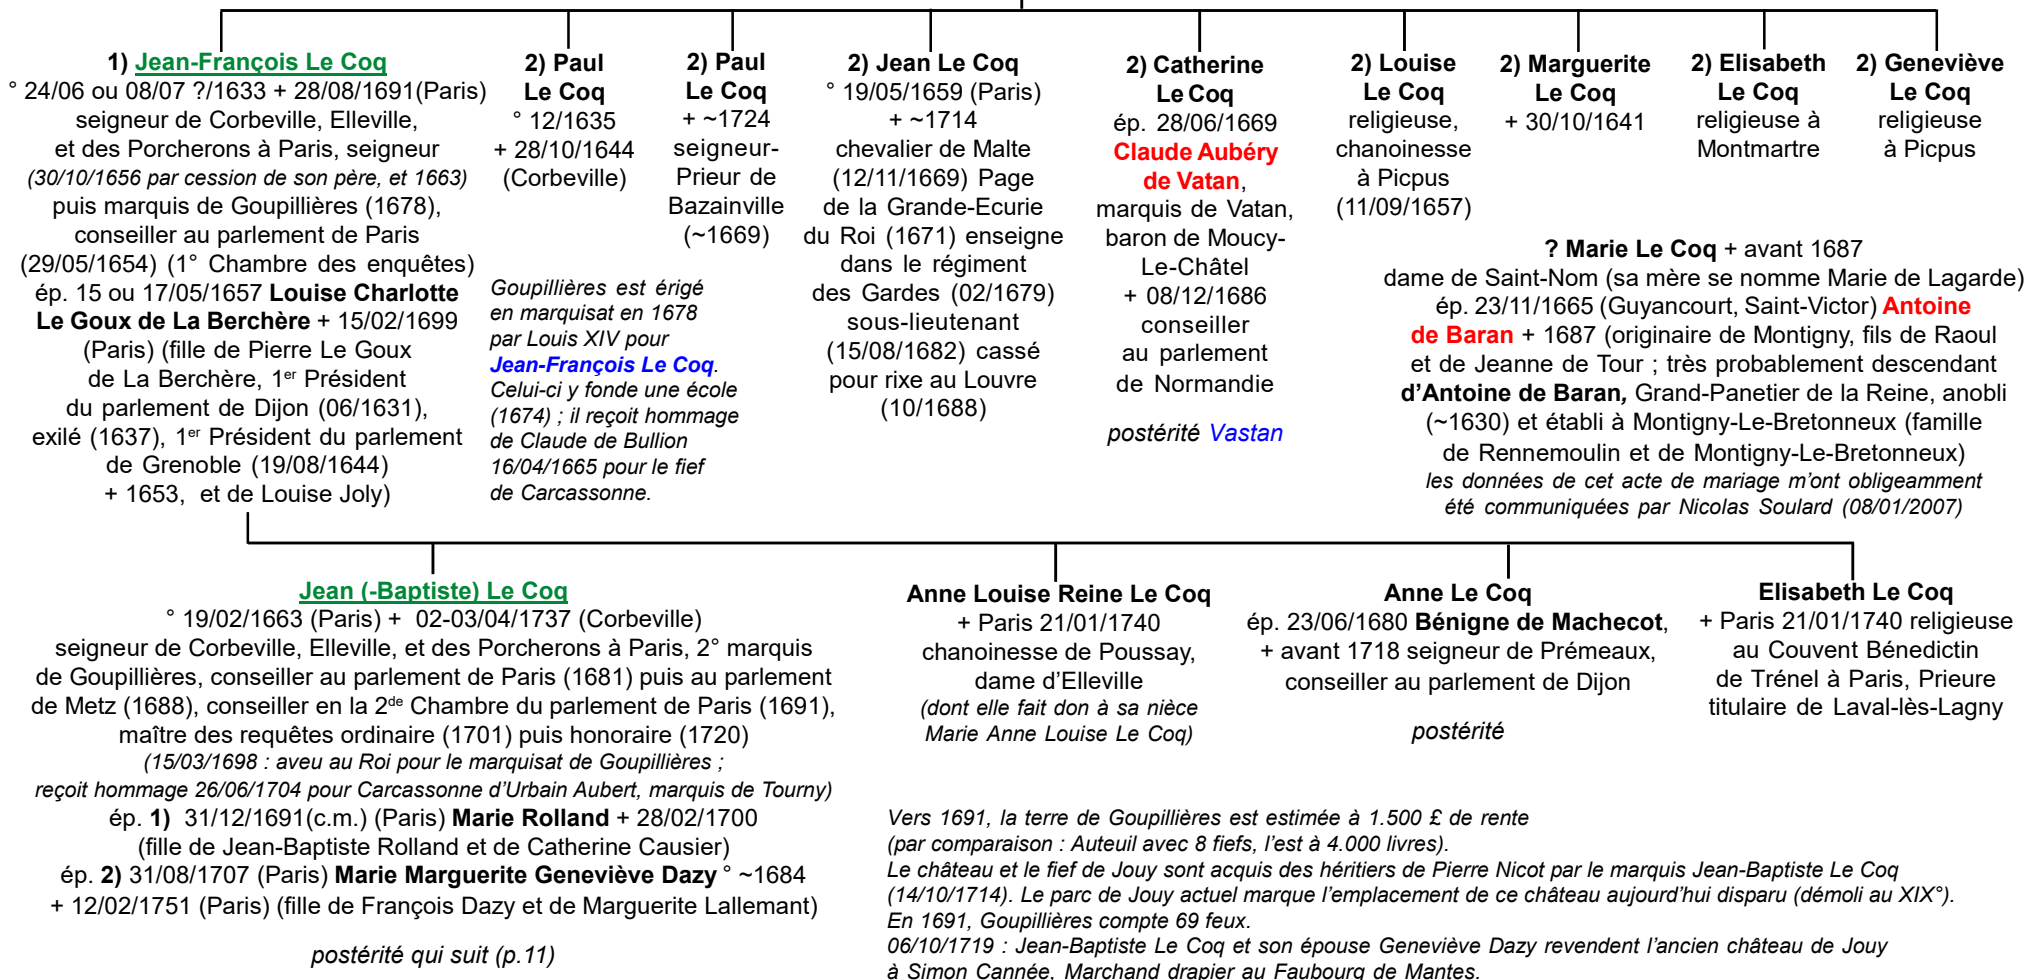 1) Jean-François Le Coq
° 24/06 ou 08/07 ?/1633 + 28/08/1691(Paris)
seigneur de Corbeville, Elleville,
et des Porcherons à Paris, seigneur
(30/10/1656 par cession de son père, et 1663)
puis marquis de Goupillières (1678),
conseiller au parlement de Paris
(29/05/1654) (1° Chambre des enquêtes)
ép. 15 ou 17/05/1657 Louise Charlotte
Le Goux de La Berchère + 15/02/1699
(Paris) (fille de Pierre Le Goux
de La Berchère, 1er Président
du parlement de Dijon (06/1631),
exilé (1637), 1er Président du parlement
de Grenoble (19/08/1644)
+ 1653, et de Louise Joly)
2) Paul
Le Coq
° 12/1635
+ 28/10/1644
(Corbeville)
2) Paul
Le Coq
+ ~1724
seigneur-
Prieur de
Bazainville
(~1669)
Goupillières est érigé
en marquisat en 1678
par Louis XIV pour
Jean-François Le Coq.
Celui-ci y fonde une école
(1674) ; il reçoit hommage
de Claude de Bullion
16/04/1665 pour le fief
de Carcassonne.
2) Jean Le Coq
° 19/05/1659 (Paris)
+ ~1714
chevalier de Malte
(12/11/1669) Page
de la Grande-Ecurie
du Roi (1671) enseigne
dans le régiment
des Gardes (02/1679)
sous-lieutenant
(15/08/1682) cassé
pour rixe au Louvre
(10/1688)
2) Catherine
Le Coq
ép. 28/06/1669
Claude Aubéry
de Vatan,
marquis de Vatan,
baron de Moucy-
Le-Châtel
+ 08/12/1686
conseiller
au parlement
de Normandie
postérité Vastan
2) Louise
Le Coq
religieuse,
chanoinesse
à Picpus
(11/09/1657)
2) Marguerite
Le Coq
+ 30/10/1641
2) Elisabeth
Le Coq
religieuse à
Montmartre
2) Geneviève
Le Coq
religieuse
à Picpus
? Marie Le Coq + avant 1687
dame de Saint-Nom (sa mère se nomme Marie de Lagarde)
ép. 23/11/1665 (Guyancourt, Saint-Victor) Antoine
de Baran + 1687 (originaire de Montigny, fils de Raoul
et de Jeanne de Tour ; très probablement descendant
d’Antoine de Baran, Grand-Panetier de la Reine, anobli
(~1630) et établi à Montigny-Le-Bretonneux (famille
de Rennemoulin et de Montigny-Le-Bretonneux)
les données de cet acte de mariage m’ont obligeamment
été communiquées par Nicolas Soulard (08/01/2007)
Jean (-Baptiste) Le Coq
° 19/02/1663 (Paris) + 02-03/04/1737 (Corbeville)
seigneur de Corbeville, Elleville, et des Porcherons à Paris, 2° marquis
de Goupillières, conseiller au parlement de Paris (1681) puis au parlement
de Metz (1688), conseiller en la 2de Chambre du parlement de Paris (1691),
maître des requêtes ordinaire (1701) puis honoraire (1720)
(15/03/1698 : aveu au Roi pour le marquisat de Goupillières ;
reçoit hommage 26/06/1704 pour Carcassonne d’Urbain Aubert, marquis de Tourny)
ép. 1) 31/12/1691(c.m.) (Paris) Marie Rolland + 28/02/1700
(fille de Jean-Baptiste Rolland et de Catherine Causier)
ép. 2) 31/08/1707 (Paris) Marie Marguerite Geneviève Dazy ° ~1684
+ 12/02/1751 (Paris) (fille de François Dazy et de Marguerite Lallemant)
postérité qui suit (p.11)
Anne Louise Reine Le Coq
+ Paris 21/01/1740
chanoinesse de Poussay,
dame d’Elleville
(dont elle fait don à sa nièce
Marie Anne Louise Le Coq)
Anne Le Coq
ép. 23/06/1680 Bénigne de Machecot,
+ avant 1718 seigneur de Prémeaux,
conseiller au parlement de Dijon
postérité
Elisabeth Le Coq
+ Paris 21/01/1740 religieuse
au Couvent Bénedictin
de Trénel à Paris, Prieure
titulaire de Laval-lès-Lagny
Vers 1691, la terre de Goupillières est estimée à 1.500 £ de rente
(par comparaison : Auteuil avec 8 fiefs, l’est à 4.000 livres).
Le château et le fief de Jouy sont acquis des héritiers de Pierre Nicot par le marquis Jean-Baptiste Le Coq
(14/10/1714). Le parc de Jouy actuel marque l’emplacement de ce château aujourd’hui disparu (démoli au XIX°).
En 1691, Goupillières compte 69 feux.
06/10/1719 : Jean-Baptiste Le Coq et son épouse Geneviève Dazy revendent l’ancien château de Jouy
à Simon Cannée, Marchand drapier au Faubourg de Mantes.